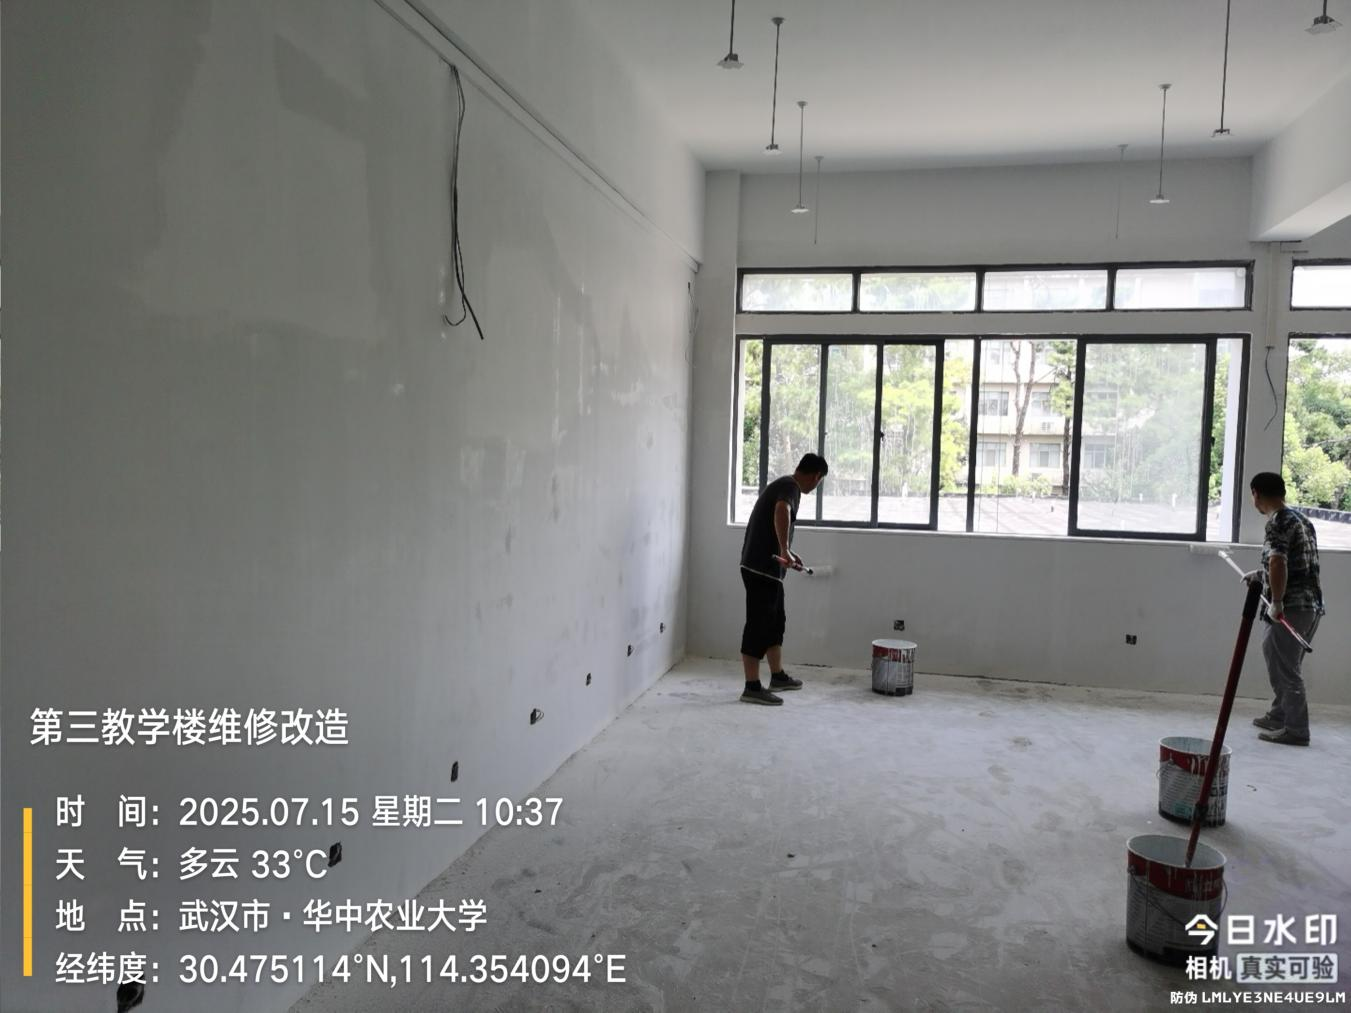 第三教学楼维修改造
时 间：2025.07.15 星期二 10:37
天 气：多云 33°C
地 点：武汉市·华中农业大学
经纬度：30.475114°N,114.354094°E
今日水印
相机 真实可验
防伪 LMLYE3NE4UE9LM